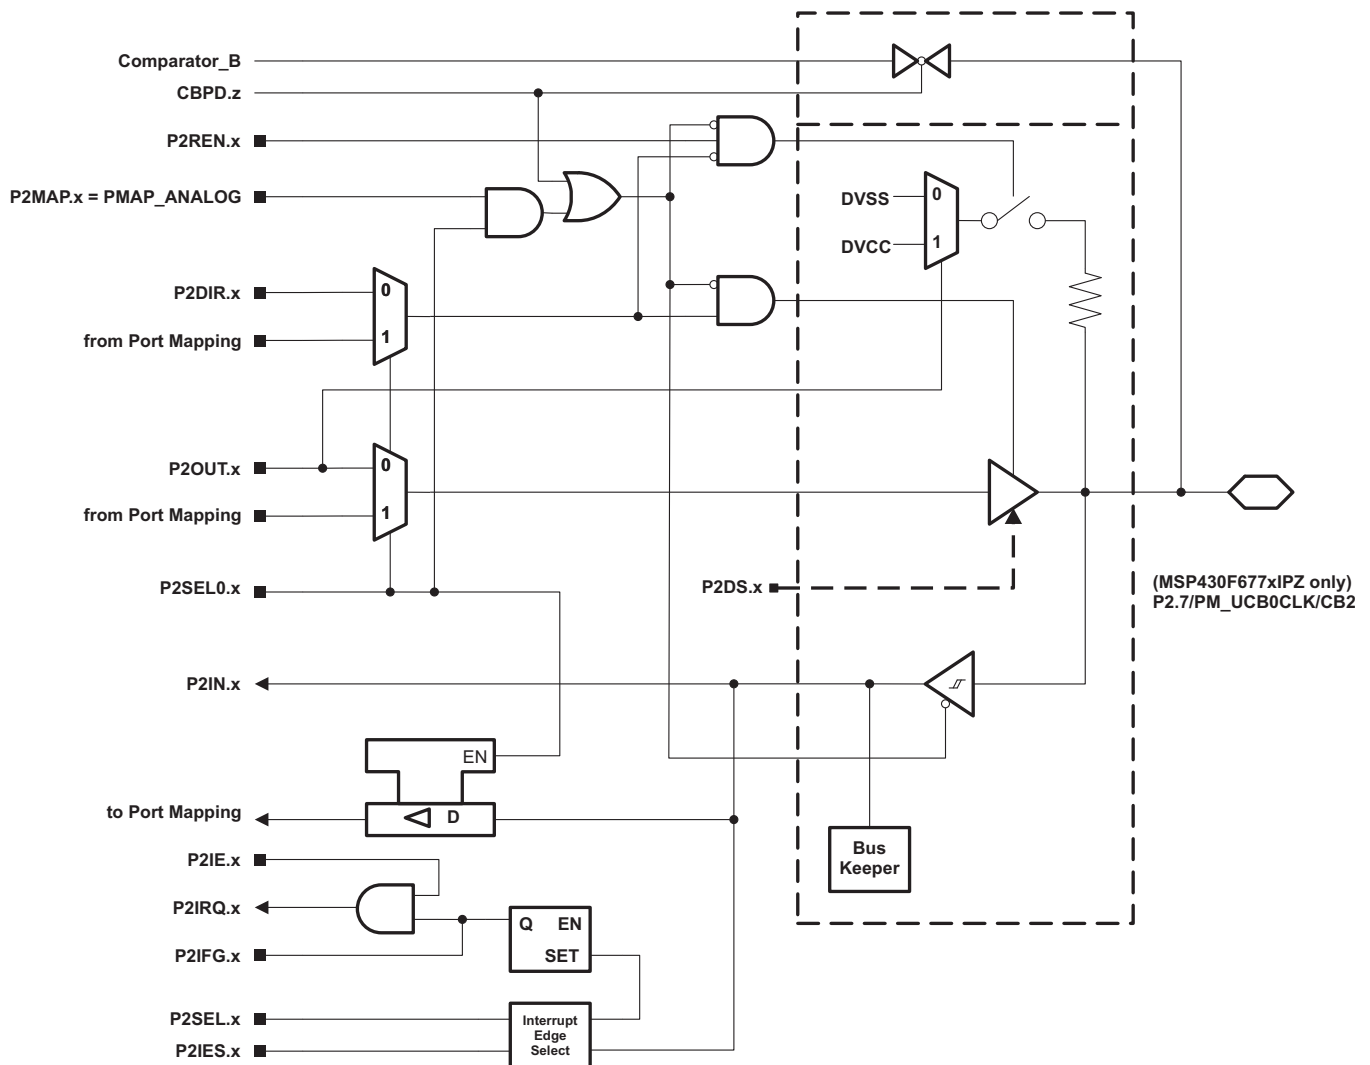 Comparator_B
CBPD.z
P2REN.x
P2MAP.x = PMAP_ANALOG
DVSS
0
DVCC
1
P2DIR.x
0
from Port Mapping
1
P2OUT.x
0
from Port Mapping
1
P2SEL0.x
P2DS.x
(MSP430F677xIPZ only)
P2.7/PM_UCB0CLK/CB2
P2IN.x
EN
to Port Mapping
D
Bus
Keeper
P2IE.x
P2IRQ.x
Q EN
SET
P2IFG.x
P2SEL.x
P2IES.x
Interrupt
Edge
Select